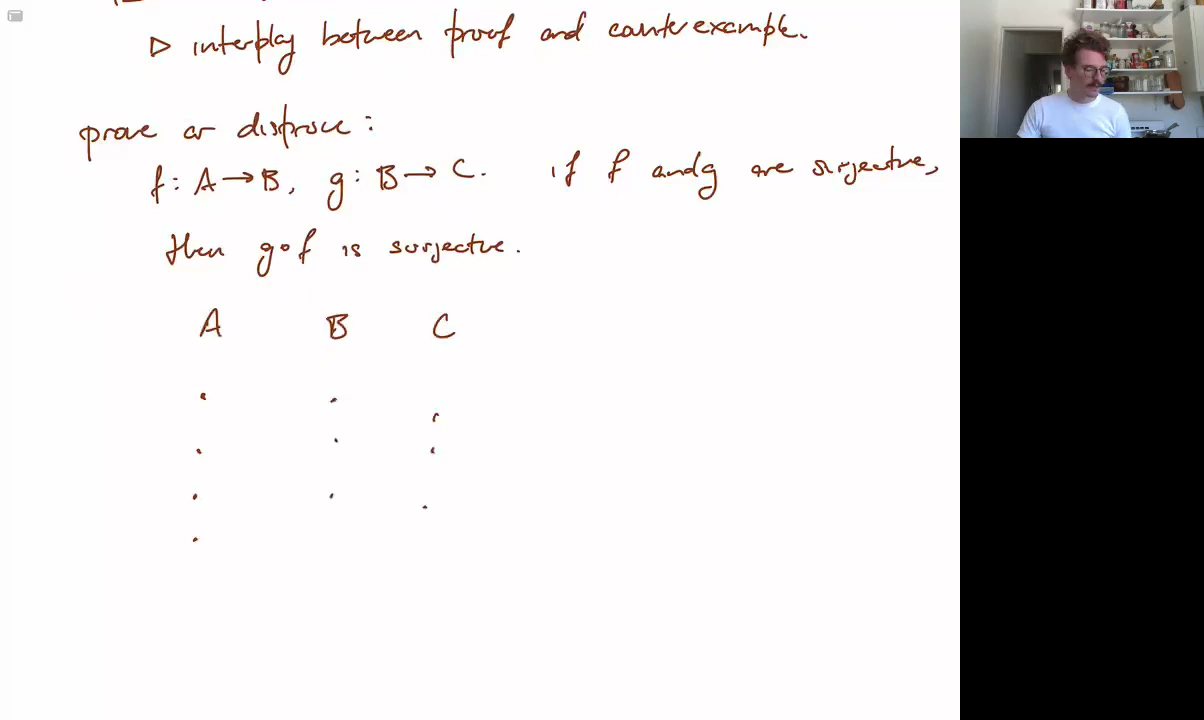 ▷ interplay between proof and counterexample.
prove or disprove:
f: A → B, g: B → C. if f and g are surjective,
then g∘f is surjective.
A B C